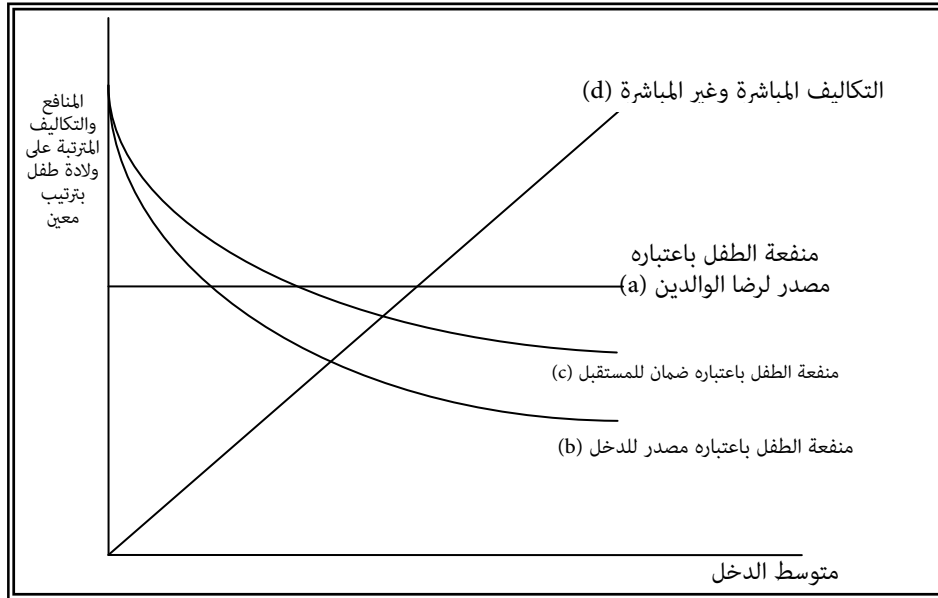 المنافع
والتكاليف
المترتبة على
ولادة طفل
بترتيب
معين
التكاليف المباشرة وغير المباشرة (d)
منفعة الطفل باعتباره
مصدر لرضا الوالدين (a)
منفعة الطفل باعتباره ضمان للمستقبل (c)
منفعة الطفل باعتباره مصدر للدخل (b)
متوسط الدخل